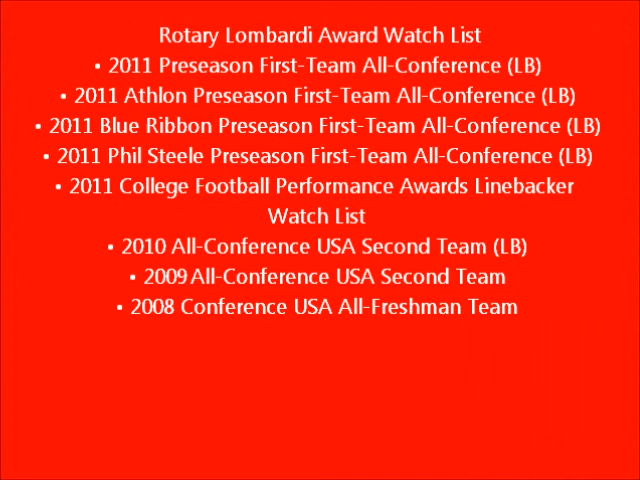 Rotary Lombardi Award Watch List
• 2011 Preseason First-Team All-Conference (LB)
• 2011 Athlon Preseason First-Team All-Conference (LB)
• 2011 Blue Ribbon Preseason First-Team All-Conference (LB)
• 2011 Phil Steele Preseason First-Team All-Conference (LB)
• 2011 College Football Performance Awards Linebacker
Watch List
• 2010 All-Conference USA Second Team (LB)
• 2009 All-Conference USA Second Team
• 2008 Conference USA All-Freshman Team